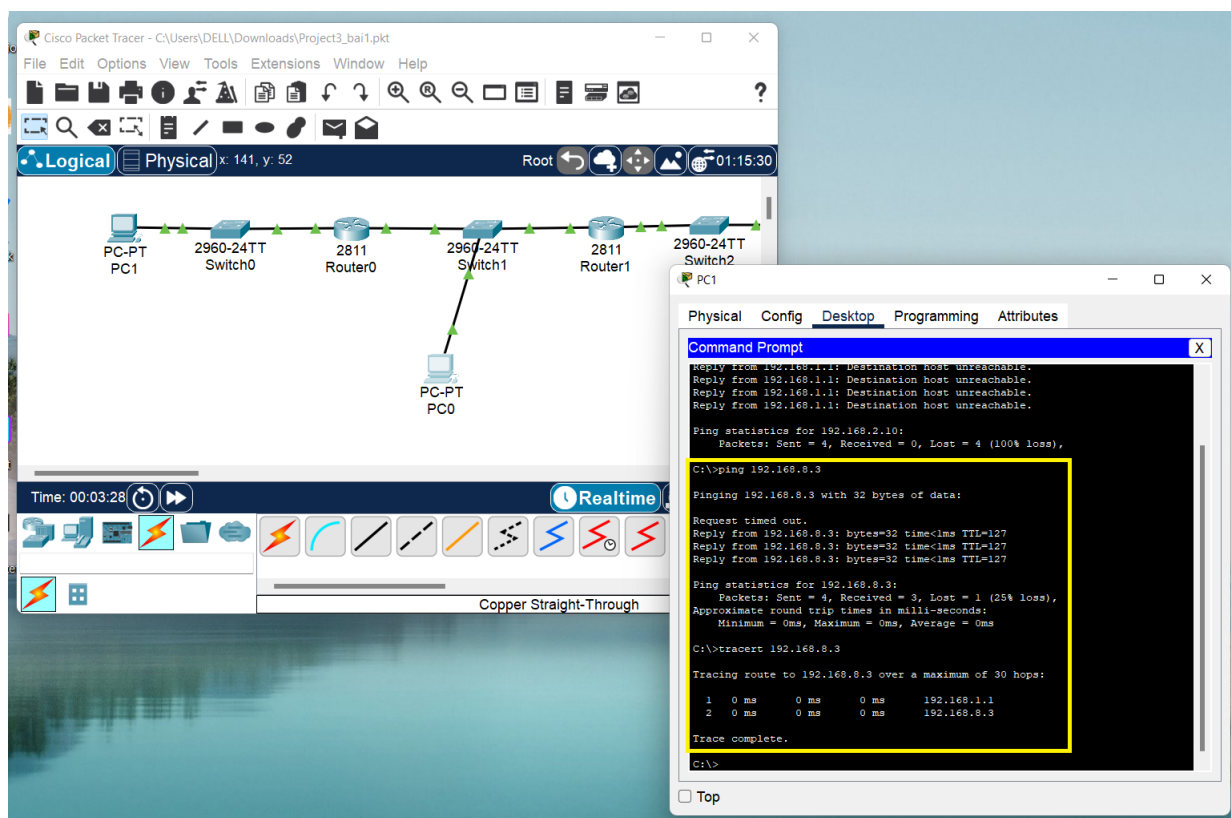 Cisco Packet Tracer - C:\Users\DELL\Downloads\Project3_bai1.pkt
File Edit Options View Tools Extensions Window Help
?
Logical Physical x: 141, y: 52 Root 01:15:30
PC-PT
PC1
2960-24TT
Switch0
2811
Router0
2960-24TT
Switch1
2811
Router1
2960-24TT
Switch2
PC-PT
PC0
Time: 00:03:28 Realtime
Copper Straight-Through
PC1
Physical Config Desktop Programming Attributes
Command Prompt
X
Reply from 192.168.1.1: Destination host unreachable.
Reply from 192.168.1.1: Destination host unreachable.
Reply from 192.168.1.1: Destination host unreachable.
Reply from 192.168.1.1: Destination host unreachable.
Ping statistics for 192.168.2.10:
Packets: Sent = 4, Received = 0, Lost = 4 (100% loss),
C:\>ping 192.168.8.3
Pinging 192.168.8.3 with 32 bytes of data:
Request timed out.
Reply from 192.168.8.3: bytes=32 time<1ms TTL=127
Reply from 192.168.8.3: bytes=32 time<1ms TTL=127
Reply from 192.168.8.3: bytes=32 time<1ms TTL=127
Ping statistics for 192.168.8.3:
Packets: Sent = 4, Received = 3, Lost = 1 (25% loss),
Approximate round trip times in milli-seconds:
Minimum = 0ms, Maximum = 0ms, Average = 0ms
C:\>tracert 192.168.8.3
Tracing route to 192.168.8.3 over a maximum of 30 hops:
1 0 ms 0 ms 0 ms 192.168.1.1
2 0 ms 0 ms 0 ms 192.168.8.3
Trace complete.
C:\>
Top